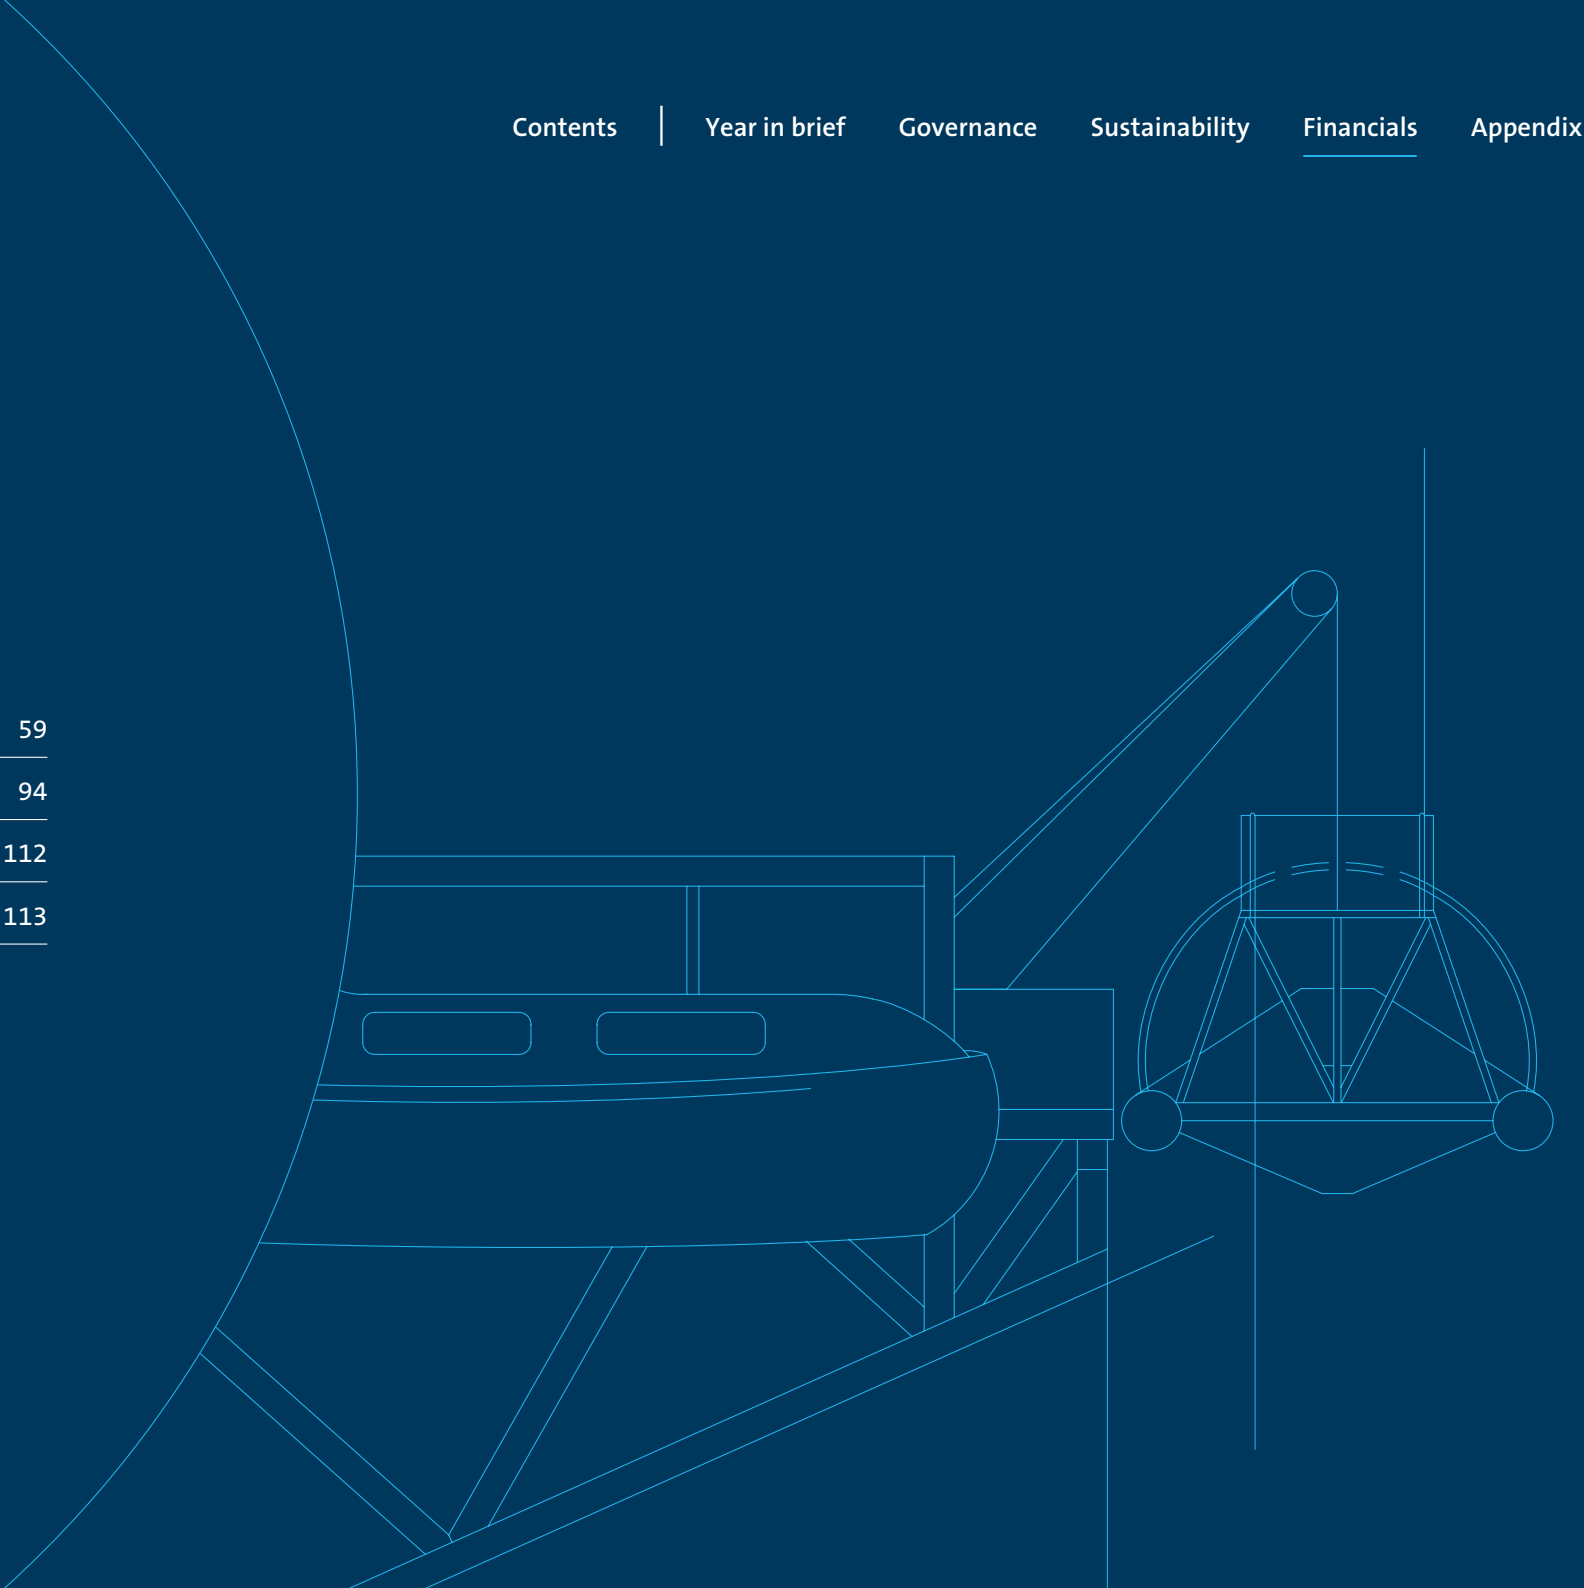 Contents Year in brief Governance Sustainability Financials Appendix
59
94
112
113